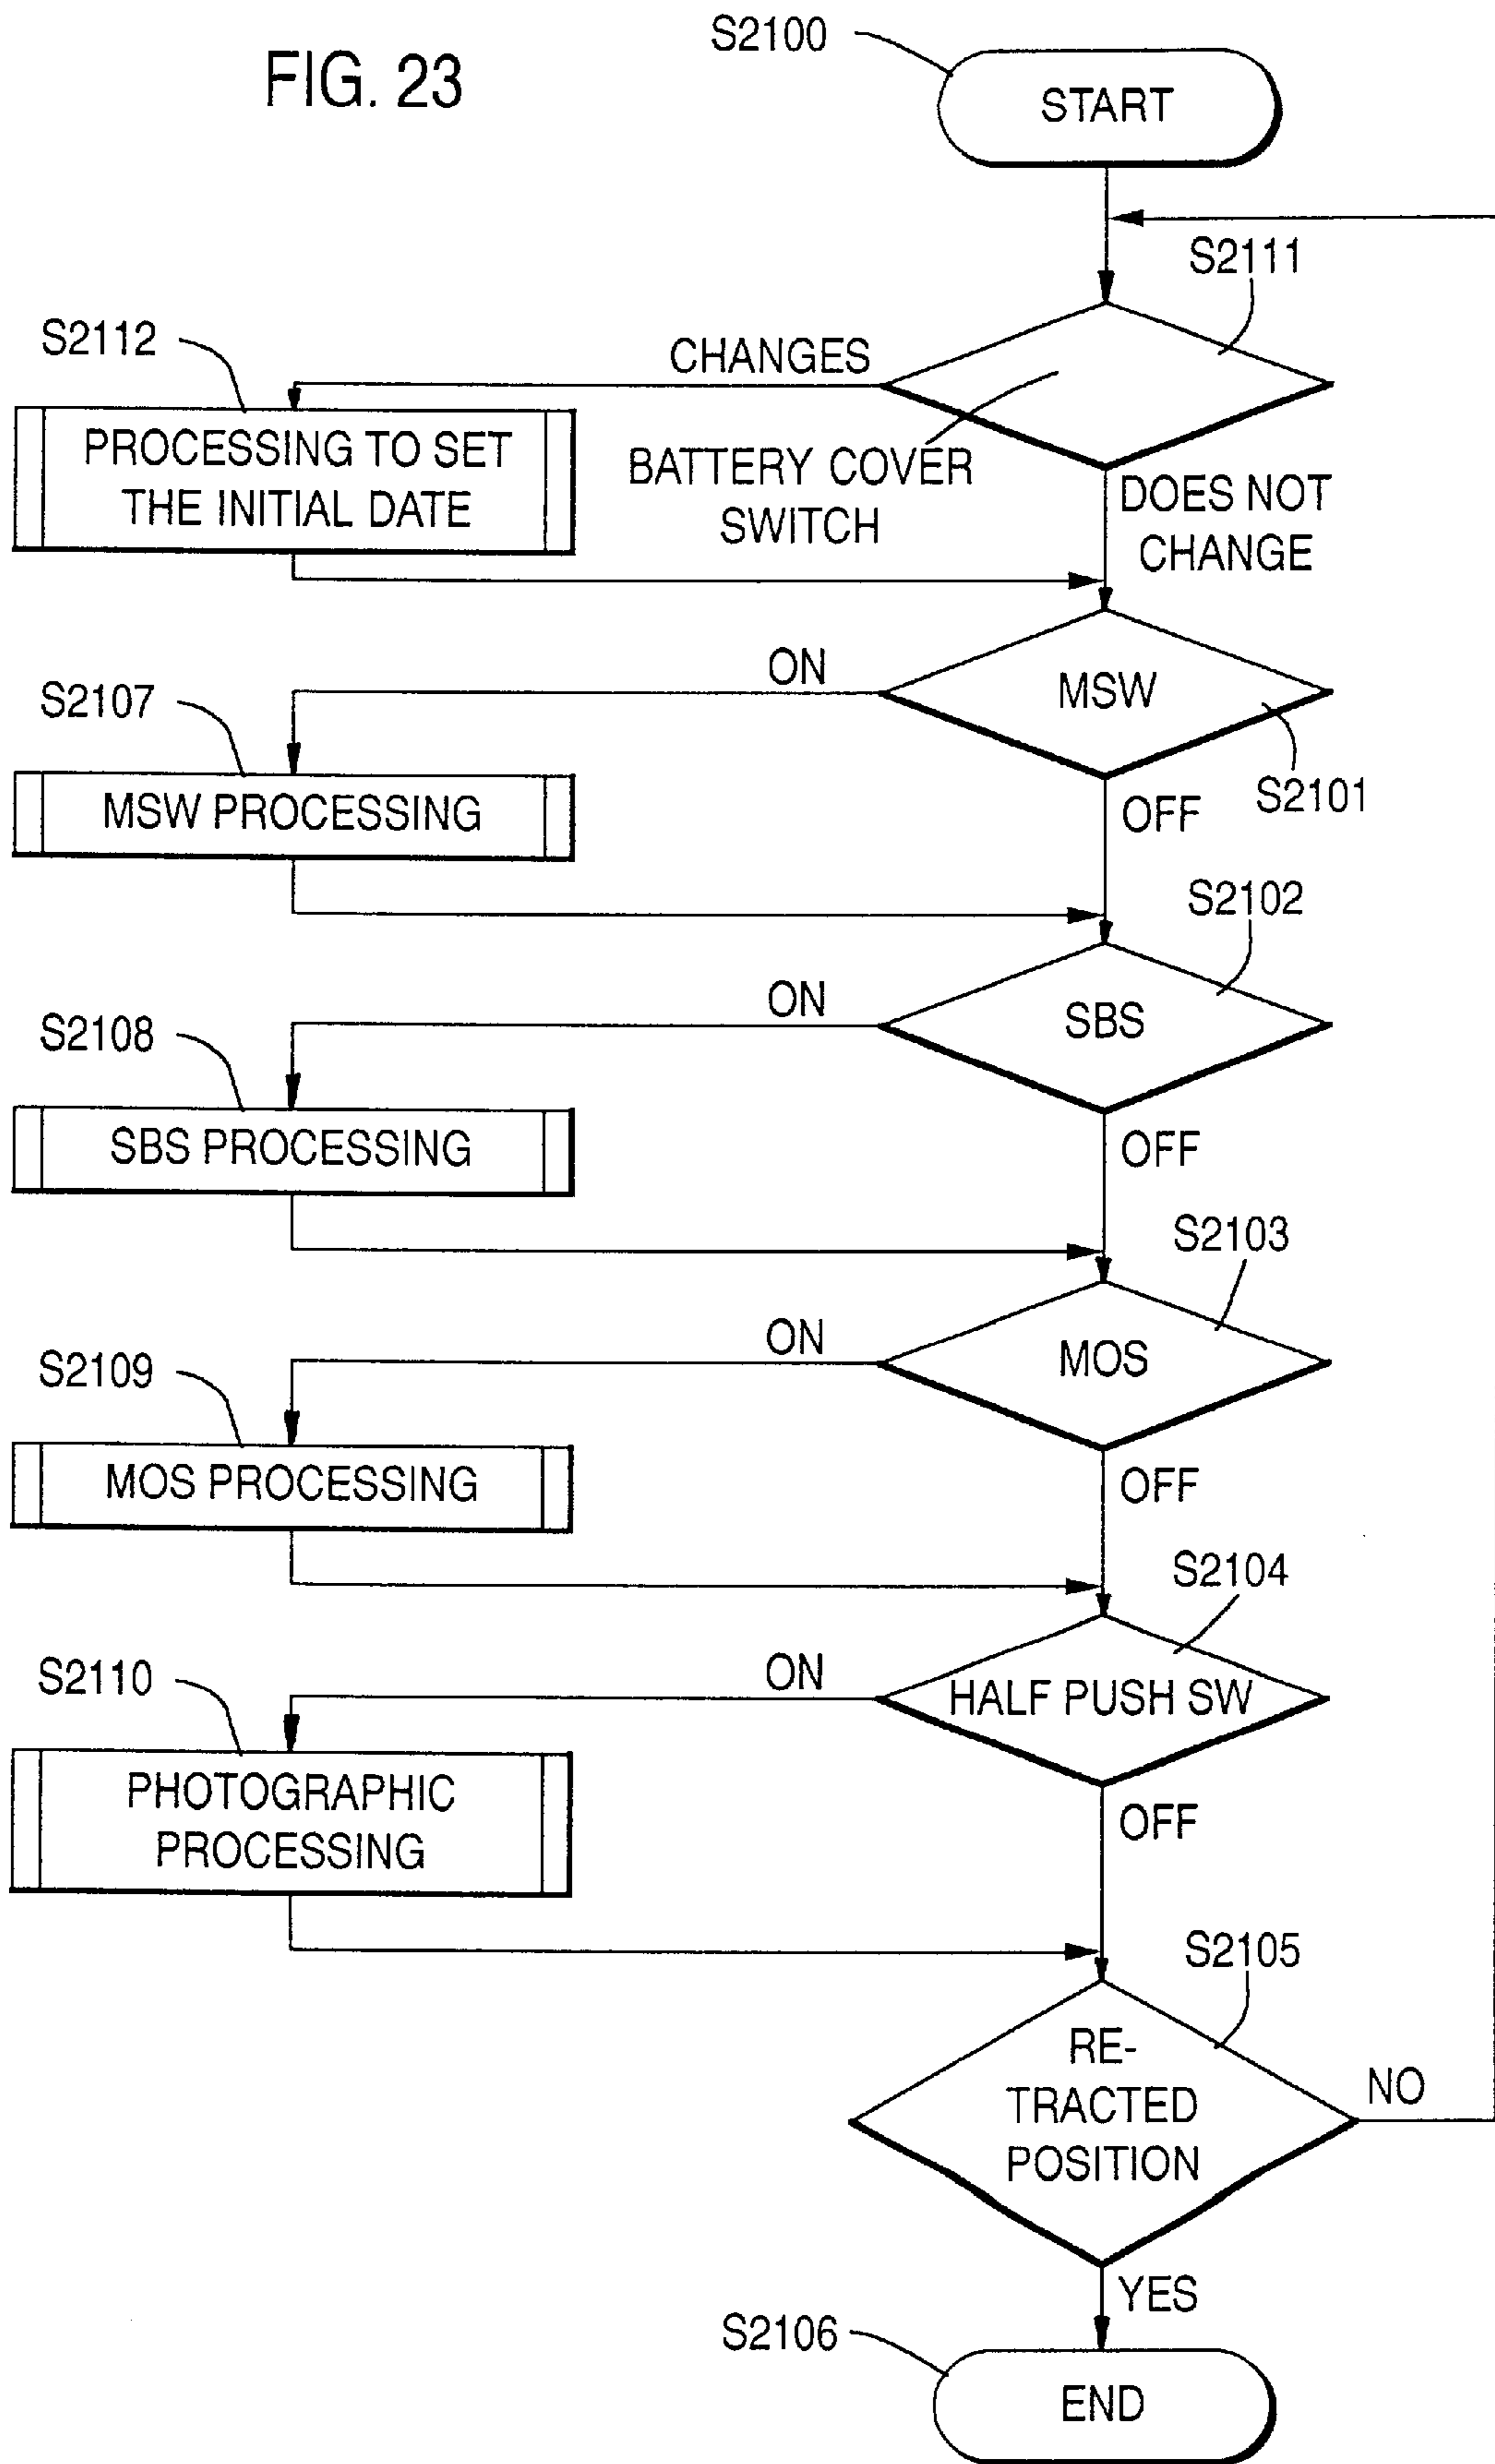 FIG. 23
S2100
START
S2111
S2112
CHANGES
PROCESSING TO SET
THE INITIAL DATE
BATTERY COVER
SWITCH
DOES NOT
CHANGE
ON
MSW
S2107
S2101
MSW PROCESSING
OFF
S2102
ON
SBS
S2108
SBS PROCESSING
OFF
S2103
ON
MOS
S2109
MOS PROCESSING
OFF
S2104
ON
HALF PUSH SW
S2110
PHOTOGRAPHIC
PROCESSING
OFF
S2105
RE-
TRACTED
POSITION
NO
YES
S2106
END